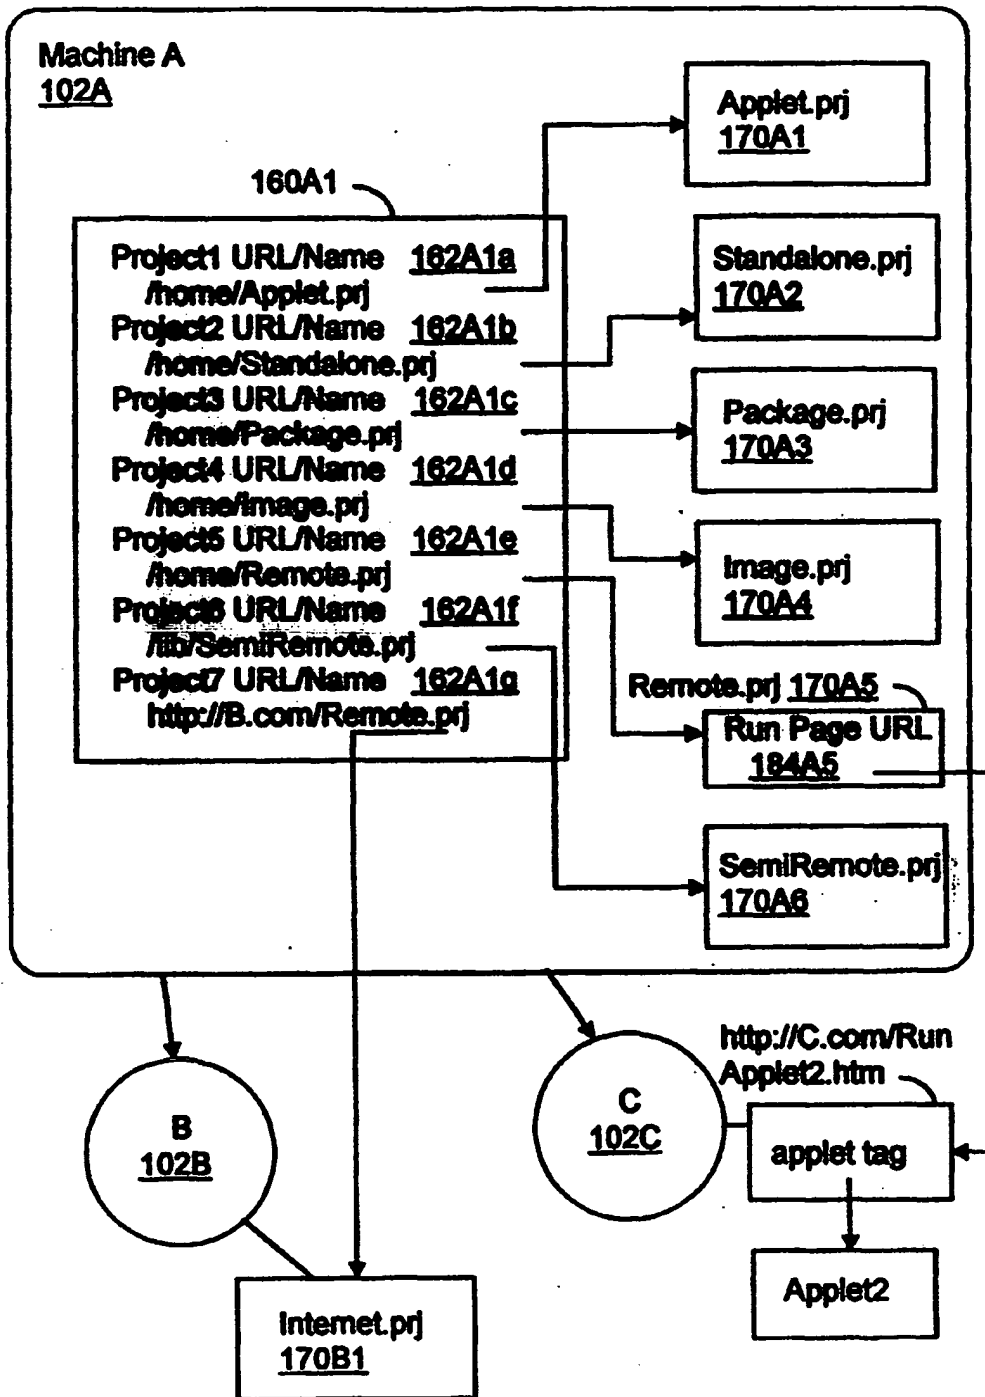 Machine A
102A
160A1
Project1 URL/Name 162A1a
/home/Applet.prj
Project2 URL/Name 162A1b
/home/Standalone.prj
Project3 URL/Name 162A1c
/home/Package.prj
Project4 URL/Name 162A1d
/home/Image.prj
Project5 URL/Name 162A1e
/home/Remote.prj
Project6 URL/Name 162A1f
/lib/SemiRemote.prj
Project7 URL/Name 162A1g
http://B.com/Remote.prj
Applet.prj
170A1
Standalone.prj
170A2
Package.prj
170A3
Image.prj
170A4
Remote.prj 170A5
Run Page URL
184A5
SemiRemote.prj
170A6
B
102B
C
102C
http://C.com/Run
Applet2.htm
applet tag
Applet2
Internet.prj
170B1